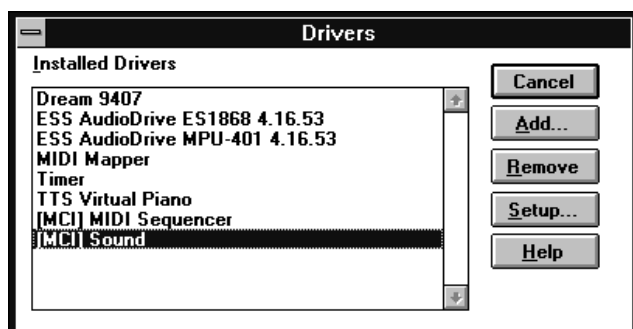 Drivers
Installed Drivers
Dream 9407
ESS AudioDrive ES1868 4.16.53
ESS AudioDrive MPU-401 4.16.53
MIDI Mapper
Timer
TTS Virtual Piano
[MCI] MIDI Sequencer
[MCI] Sound
Cancel
Add...
Remove
Setup...
Help